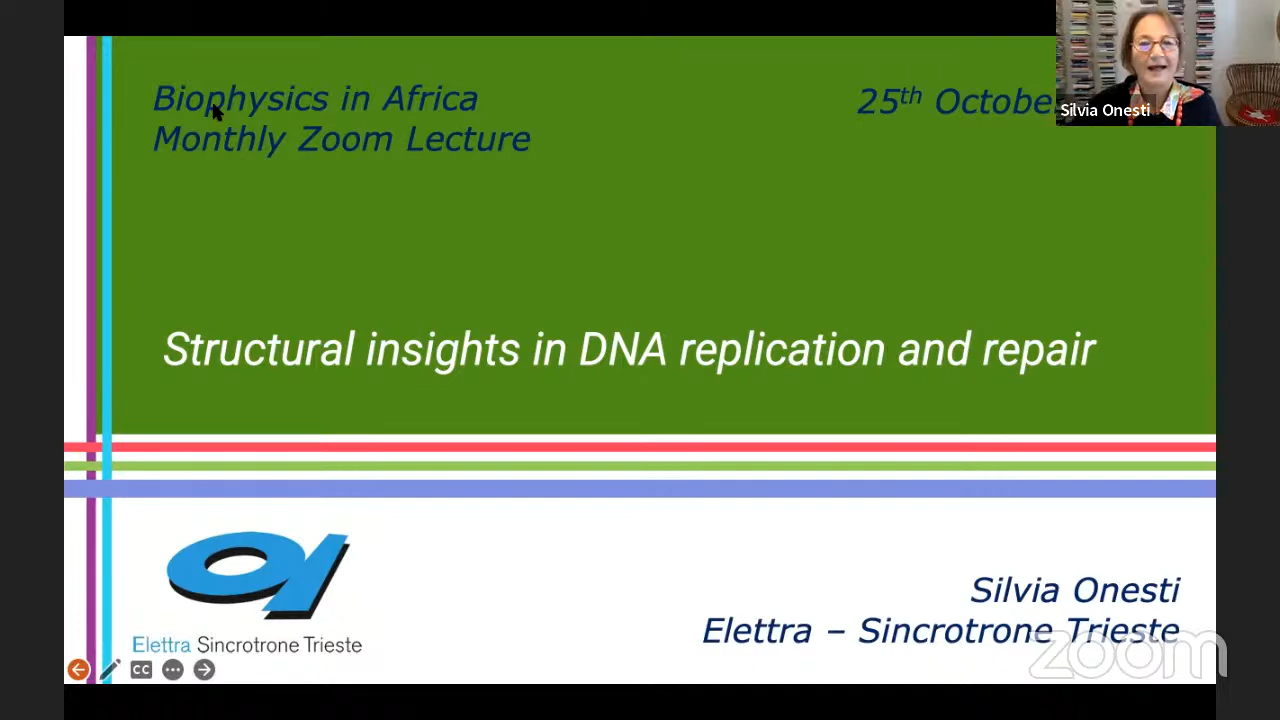 Biophysics in Africa
Monthly Zoom Lecture
25th October
Silvia Onesti
Structural insights in DNA replication and repair
Silvia Onesti
Elettra – Sincrotrone Trieste
Elettra Sincrotrone Trieste
CC
zoom